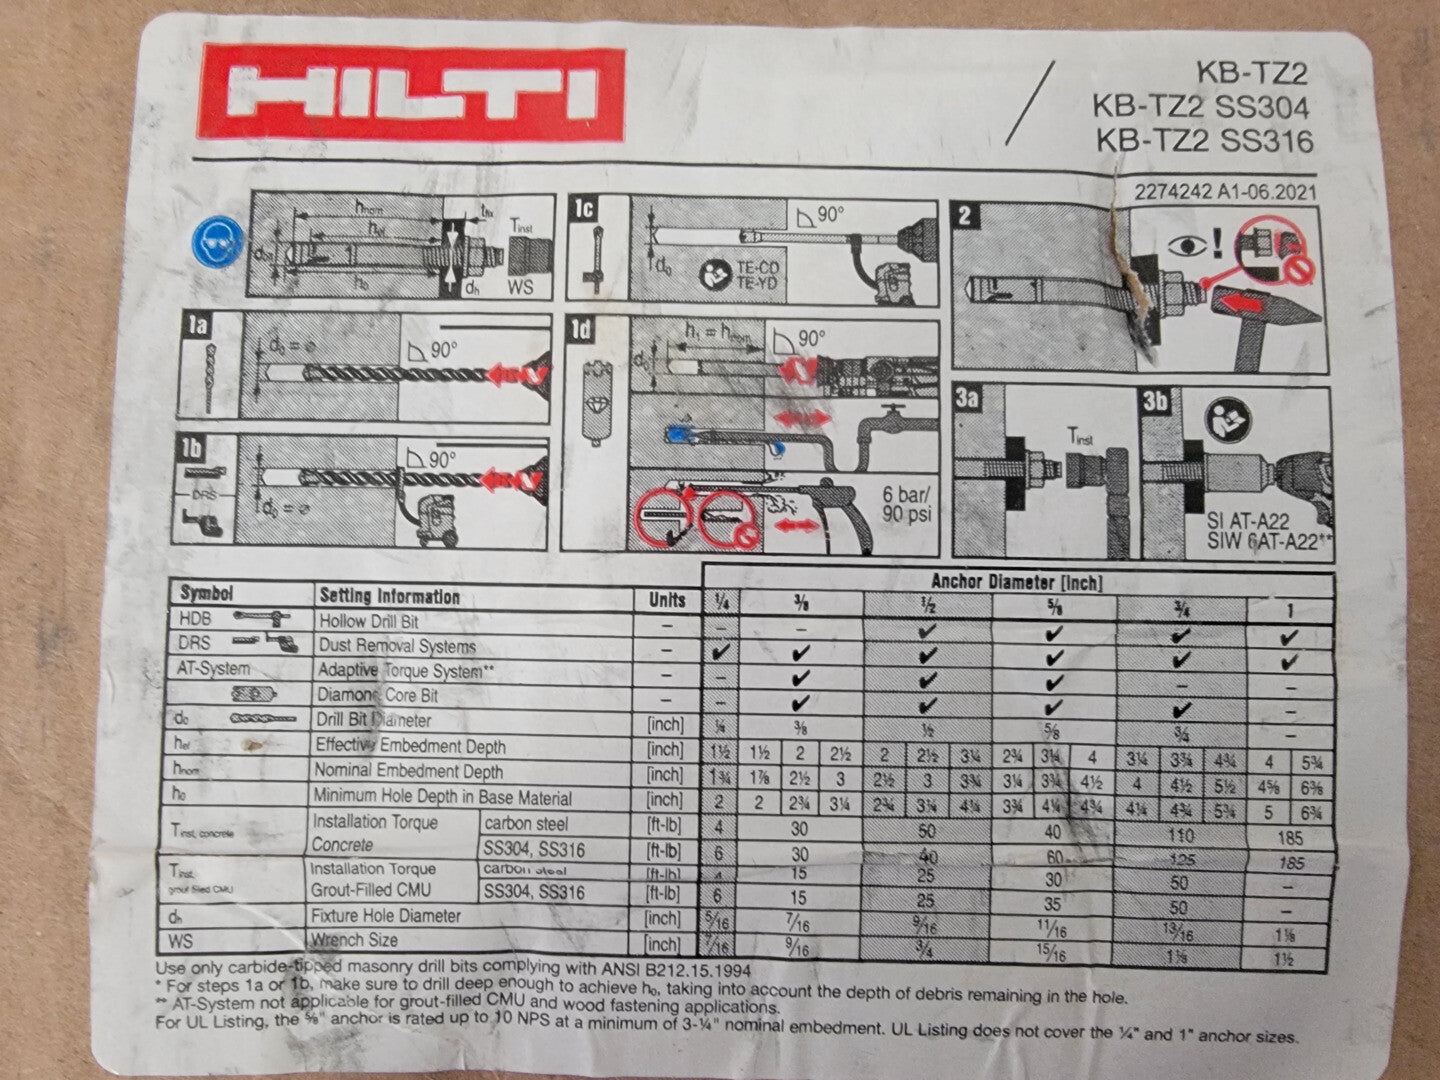 HILTI
KB-TZ2
KB-TZ2 SS304
KB-TZ2 SS316
2274242 A1-06.2021
hnom tfix Tinst
hef
d0
h0 dh WS
1a d0 = ø 90°
1b DRS d0 = ø 90°
1c d0 90°
TE-CD
TE-YD
1d h1 = hnom 90°
d0
6 bar/
90 psi
2 !
3a Tinst
3b
SI AT-A22
SIW 6AT-A22**
Anchor Diameter [Inch]
Symbol Setting Information Units 1/4 3/8 1/2 5/8 3/4 1
HDB Hollow Drill Bit – – – ✔ ✔ ✔ ✔
DRS Dust Removal Systems – ✔ ✔ ✔ ✔ ✔ ✔
AT-System Adaptive Torque System** – – ✔ ✔ ✔ – –
Diamond Core Bit – – ✔ ✔ ✔ ✔ –
d0 Drill Bit Diameter [inch] ¼ ⅜ ½ ⅝ ¾ –
hef Effective Embedment Depth [inch] 1½ 1½ 2 2½ 2 2½ 3¼ 2¾ 3¼ 4 3¼ 3¾ 4¾ 4 5¾
hnom Nominal Embedment Depth [inch] 1¾ 1⅞ 2½ 3 2½ 3 3¾ 3¼ 3¾ 4½ 4 4½ 5½ 4⅝ 6⅜
h0 Minimum Hole Depth in Base Material [inch] 2 2 2¾ 3¼ 2¾ 3¼ 4¼ 3¾ 4¼ 4¾ 4¼ 4¾ 5¾ 5 6¾
Tinst, concrete Installation Torque Concrete carbon steel [ft-lb] 4 30 50 40 110 185
SS304, SS316 [ft-lb] 6 30 40 60 125 185
Tinst, grout filled CMU Installation Torque Grout-Filled CMU carbon steel [ft-lb] 4 15 25 30 50 –
SS304, SS316 [ft-lb] 6 15 25 35 50 –
dh Fixture Hole Diameter [inch] 5/16 7/16 9/16 11/16 13/16 1⅛
WS Wrench Size [inch] 7/16 9/16 3/4 15/16 1⅛ 1½
Use only carbide-tipped masonry drill bits complying with ANSI B212.15.1994
* For steps 1a or 1b, make sure to drill deep enough to achieve h0, taking into account the depth of debris remaining in the hole.
** AT-System not applicable for grout-filled CMU and wood fastening applications.
For UL Listing, the ⅜" anchor is rated up to 10 NPS at a minimum of 3-¼" nominal embedment. UL Listing does not cover the ¼" and 1" anchor sizes.